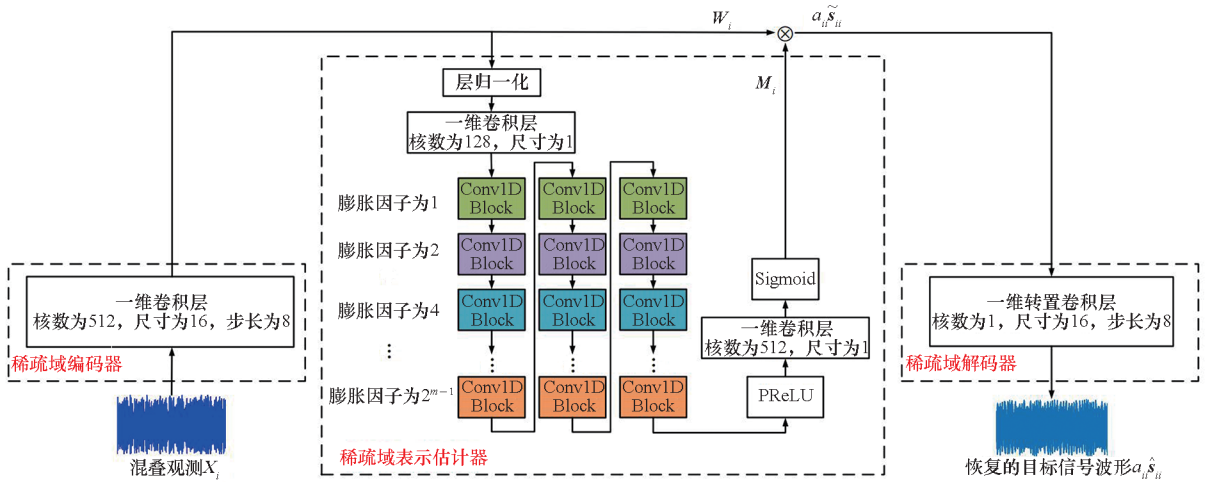 W_i
a_{ii}\tilde{s}_{ii}
M_i
层归一化
一维卷积层
核数为128，尺寸为1
膨胀因子为1
Conv1D
Block
Conv1D
Block
Conv1D
Block
膨胀因子为2
Conv1D
Block
Conv1D
Block
Conv1D
Block
膨胀因子为4
Conv1D
Block
Conv1D
Block
Conv1D
Block
⋮
⋮
⋮
⋮
膨胀因子为2^{m-1}
Conv1D
Block
Conv1D
Block
Conv1D
Block
PReLU
一维卷积层
核数为512，尺寸为1
Sigmoid
稀疏域表示估计器
一维卷积层
核数为512，尺寸为16，步长为8
稀疏域编码器
混叠观测X_i
一维转置卷积层
核数为1，尺寸为16，步长为8
稀疏域解码器
恢复的目标信号波形a_{ii}\hat{s}_{ii}